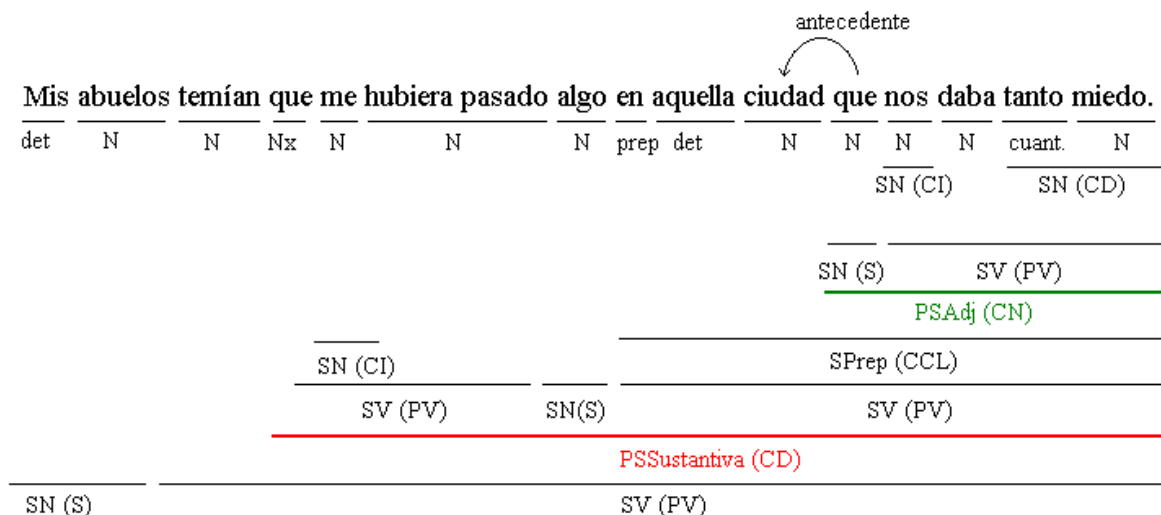 antecedente
Mis abuelos temían que me hubiera pasado algo en aquella ciudad que nos daba tanto miedo.
det N N Nx N N N prep det N N N N cuant. N
SN (CI) SN (CD)
SN (S) SV (PV)
PSAdj (CN)
SN (CI) SPrep (CCL)
SV (PV) SN(S) SV (PV)
PSSustantiva (CD)
SN (S) SV (PV)